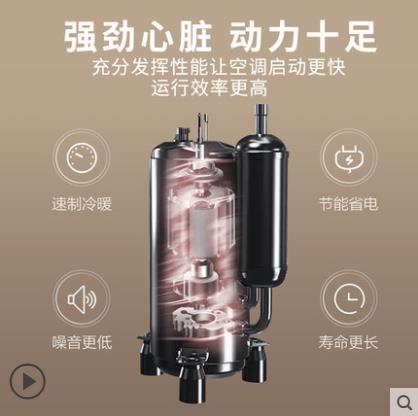 强劲心脏 动力十足
充分发挥性能让空调启动更快
运行效率更高
速制冷暖
节能省电
噪音更低
寿命更长